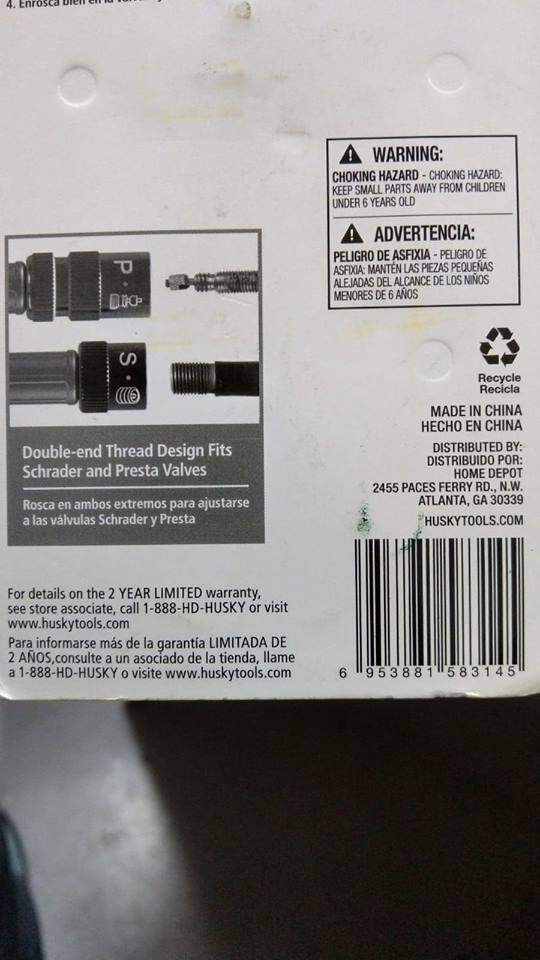 4. Enrosca bien en la
WARNING:
CHOKING HAZARD - CHOKING HAZARD:
KEEP SMALL PARTS AWAY FROM CHILDREN
UNDER 6 YEARS OLD
ADVERTENCIA:
PELIGRO DE ASFIXIA - PELIGRO DE
ASFIXIA: MANTÉN LAS PIEZAS PEQUEÑAS
ALEJADAS DEL ALCANCE DE LOS NIÑOS
MENORES DE 6 AÑOS
P
S
Double-end Thread Design Fits
Schrader and Presta Valves
Rosca en ambos extremos para ajustarse
a las válvulas Schrader y Presta
Recycle
Recicla
MADE IN CHINA
HECHO EN CHINA
DISTRIBUTED BY:
DISTRIBUIDO POR:
HOME DEPOT
2455 PACES FERRY RD., N.W.
ATLANTA, GA 30339
HUSKYTOOLS.COM
For details on the 2 YEAR LIMITED warranty,
see store associate, call 1-888-HD-HUSKY or visit
www.huskytools.com
Para informarse más de la garantía LIMITADA DE
2 AÑOS,consulte a un asociado de la tienda, llame
a 1-888-HD-HUSKY o visite www.huskytools.com
6 953881 583145